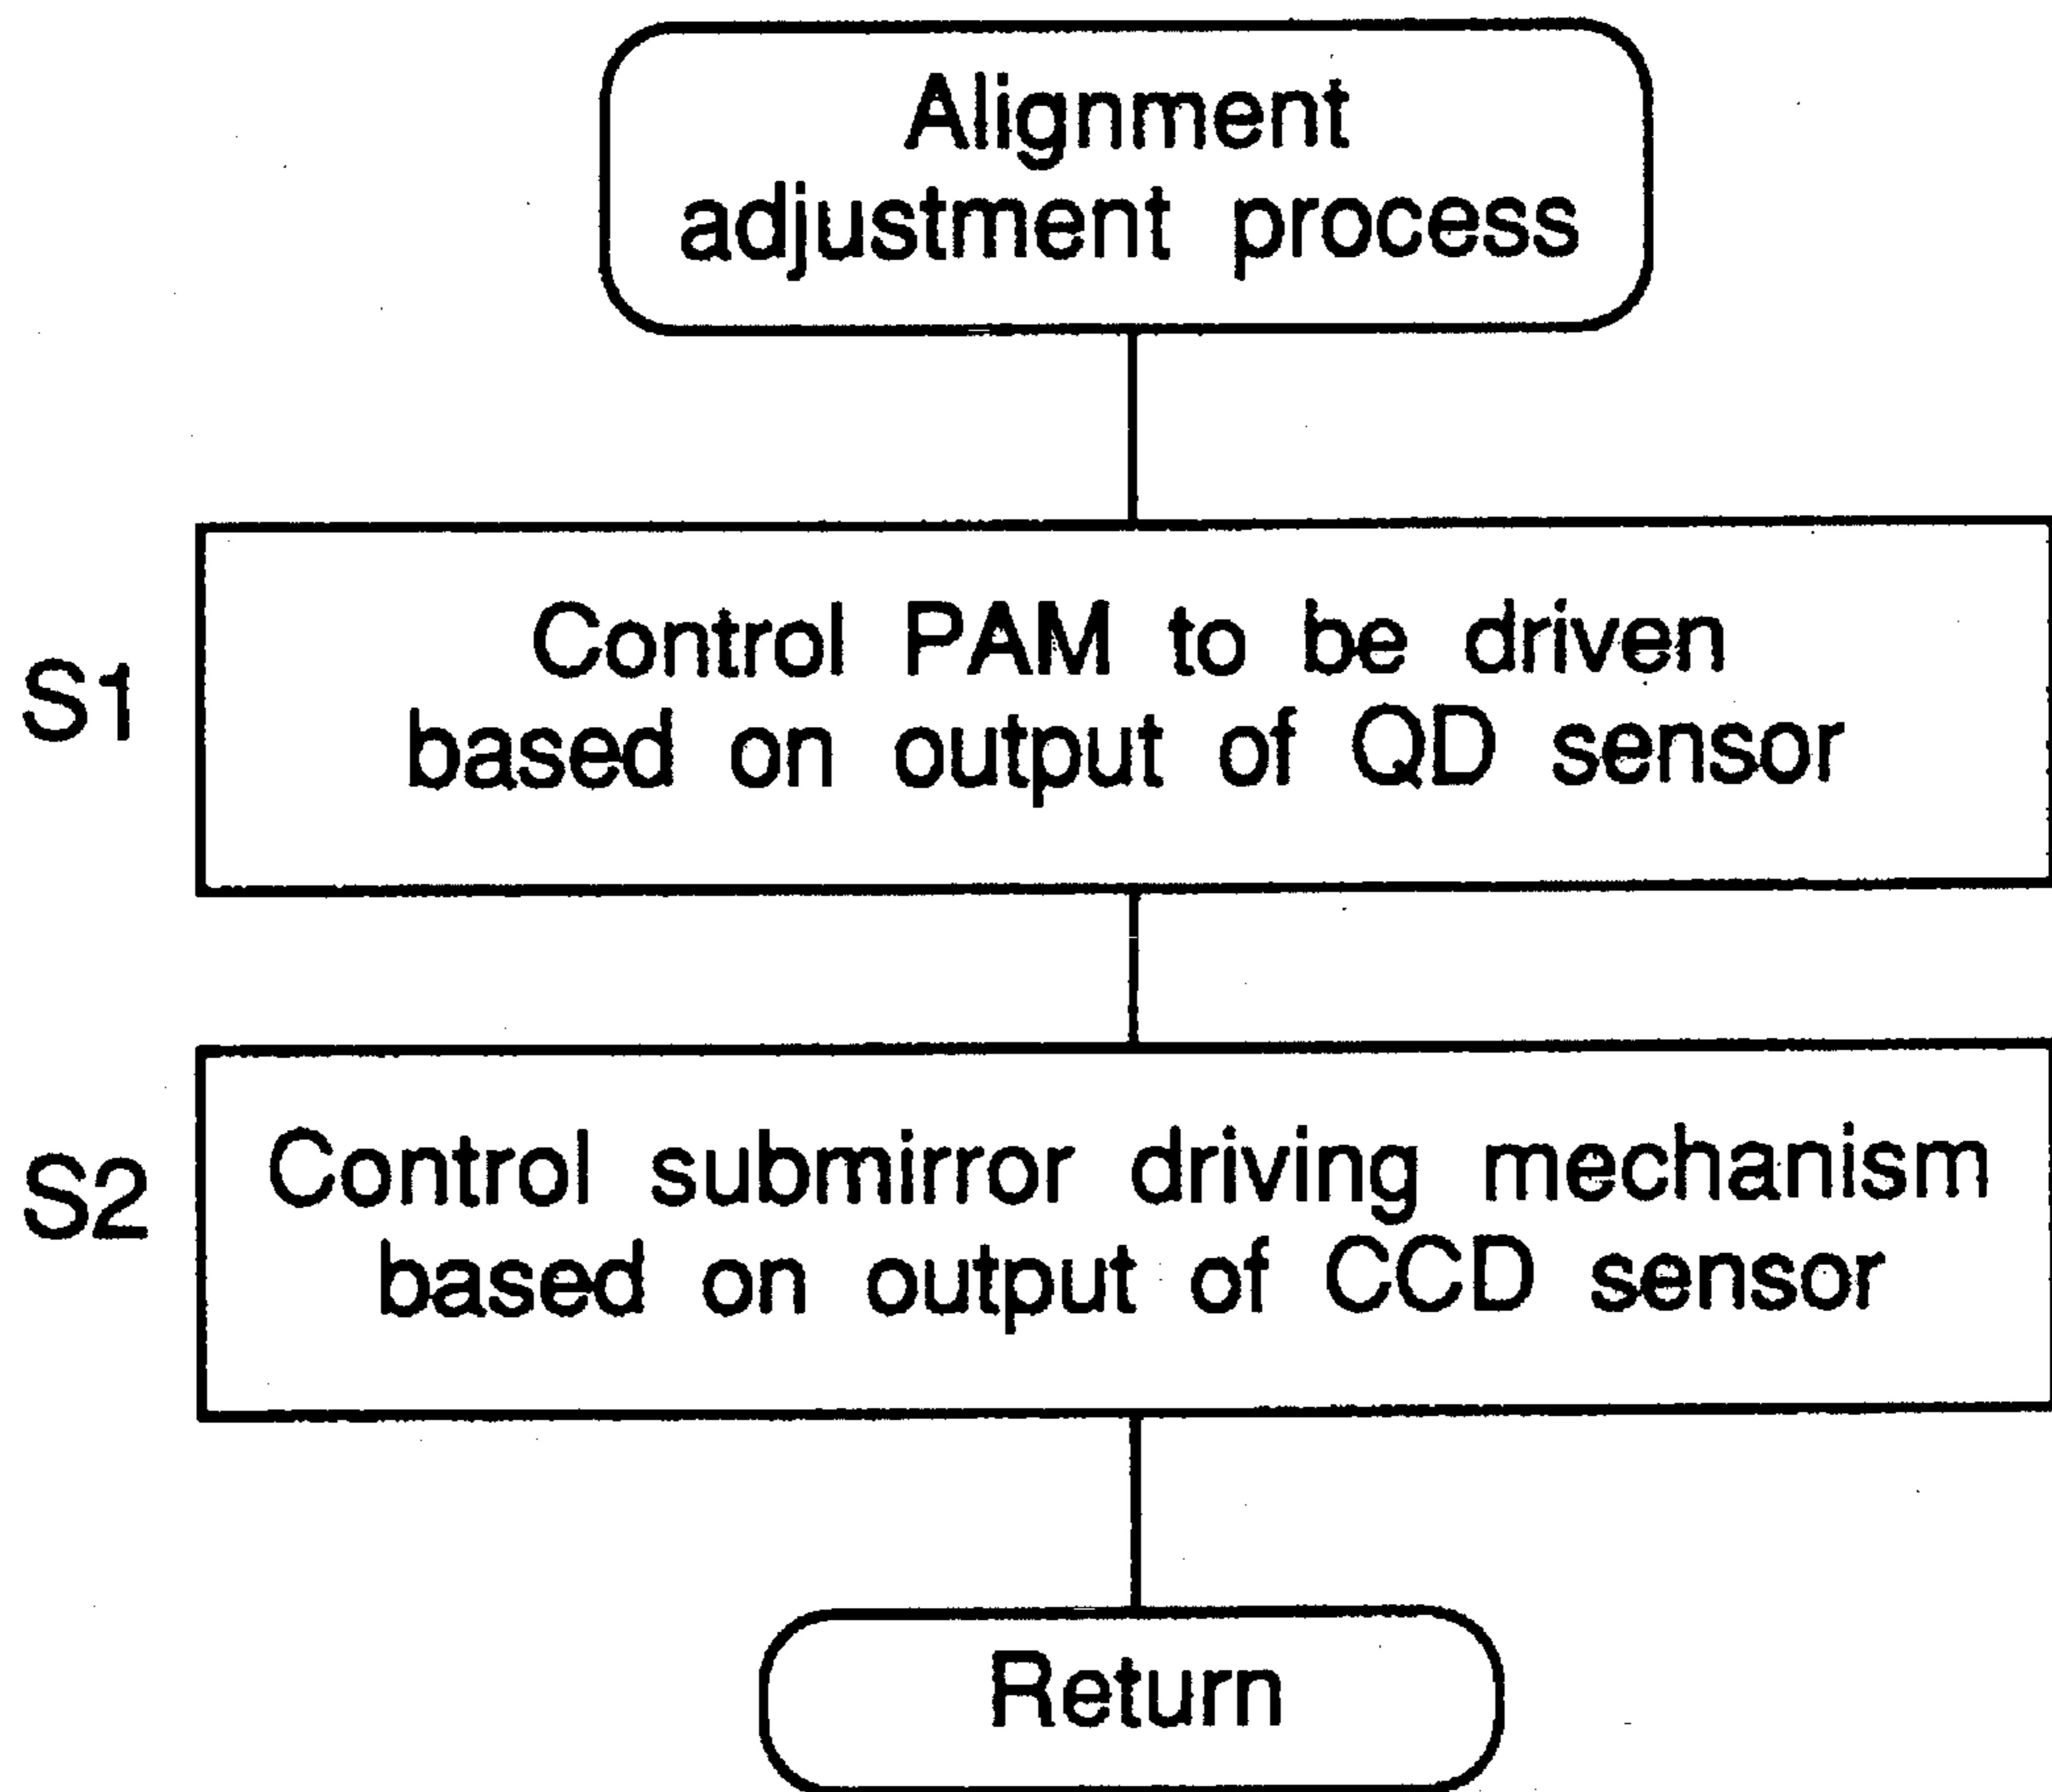 Alignment
adjustment process
S1
Control PAM to be driven
based on output of QD sensor
S2
Control submirror driving mechanism
based on output of CCD sensor
Return